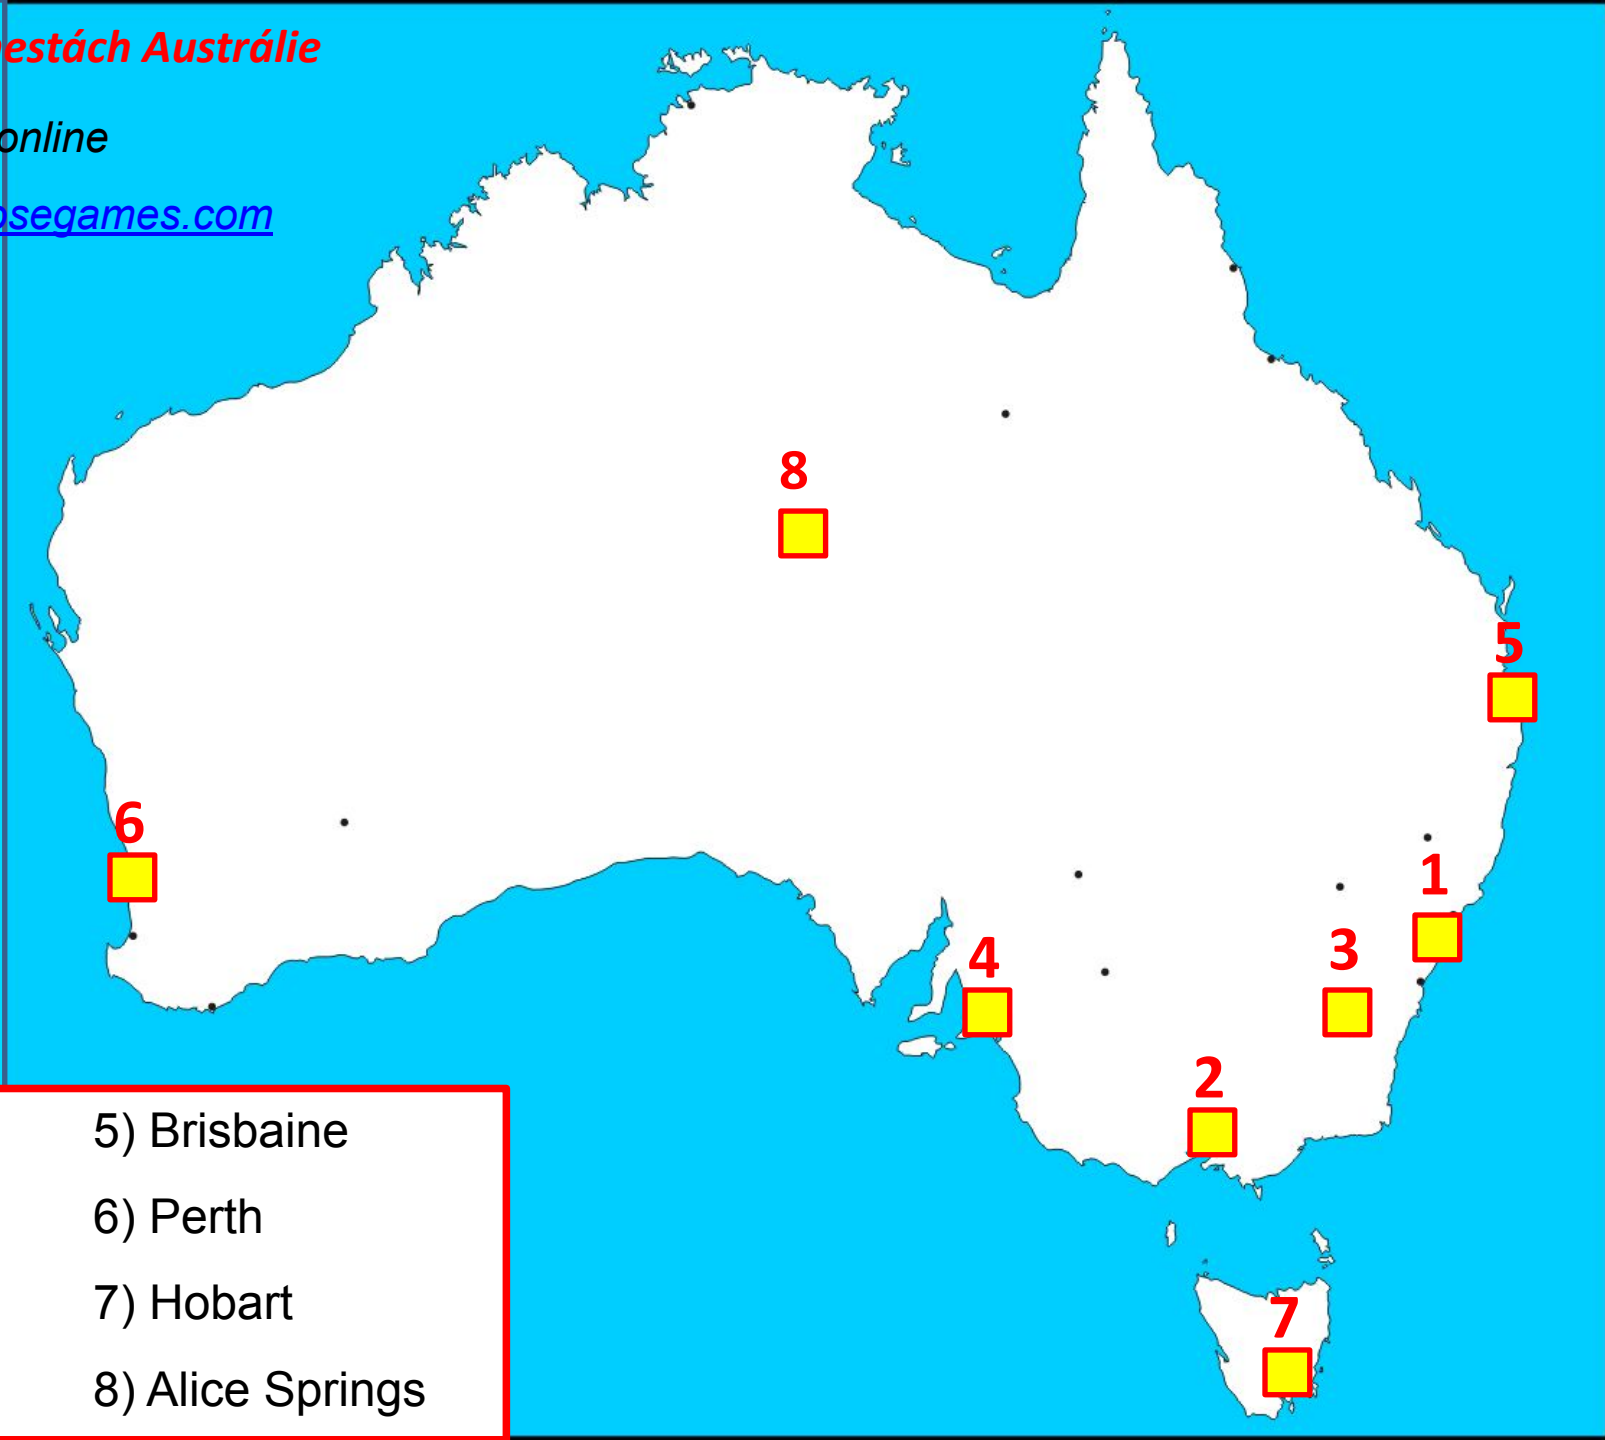 estách Austrálie
online
osegames.com
8
5
6
1
4
3
2
7
5) Brisbaine
6) Perth
7) Hobart
8) Alice Springs